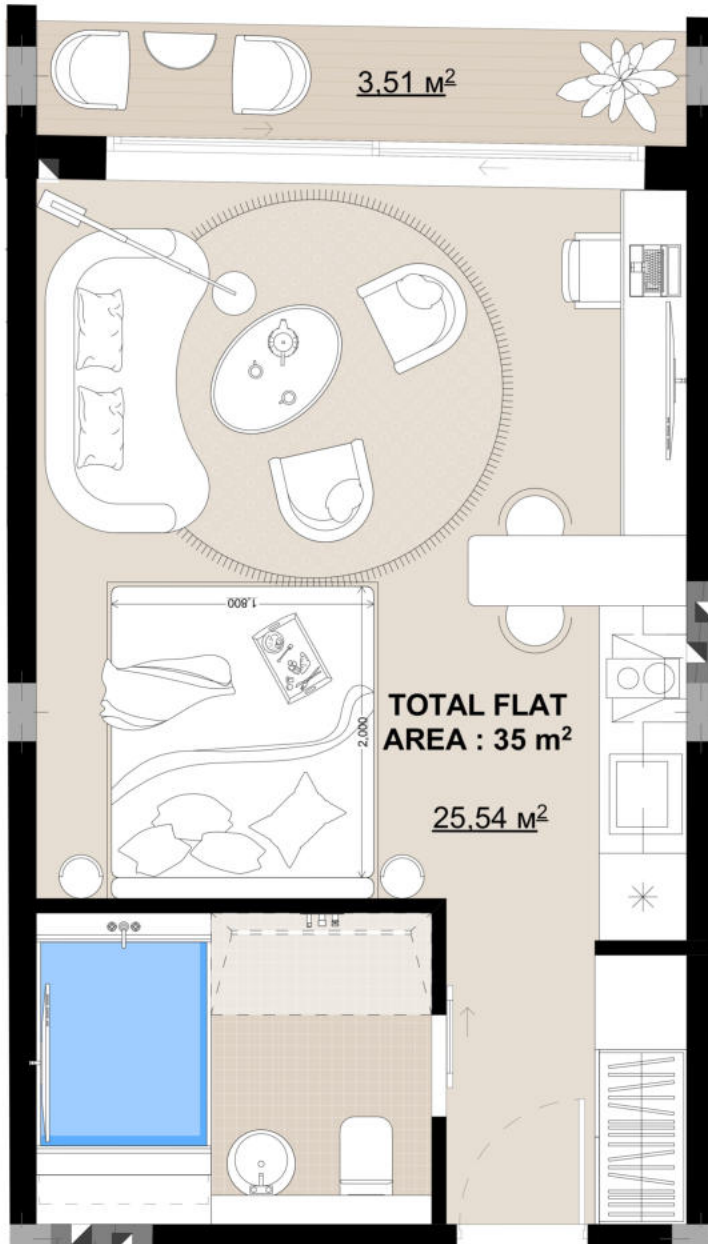 3,51 м²
1,800
2,000
TOTAL FLAT
AREA : 35 m²
25,54 м²